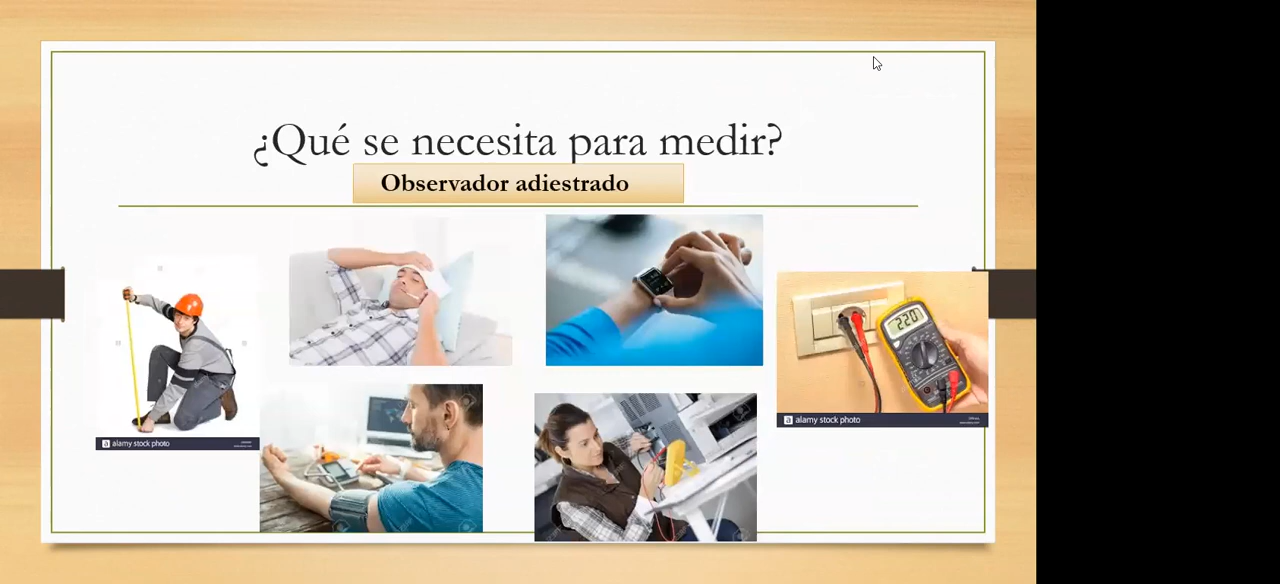 ¿Qué se necesita para medir?
Observador adiestrado
220
a alamy stock photo
a alamy stock photo